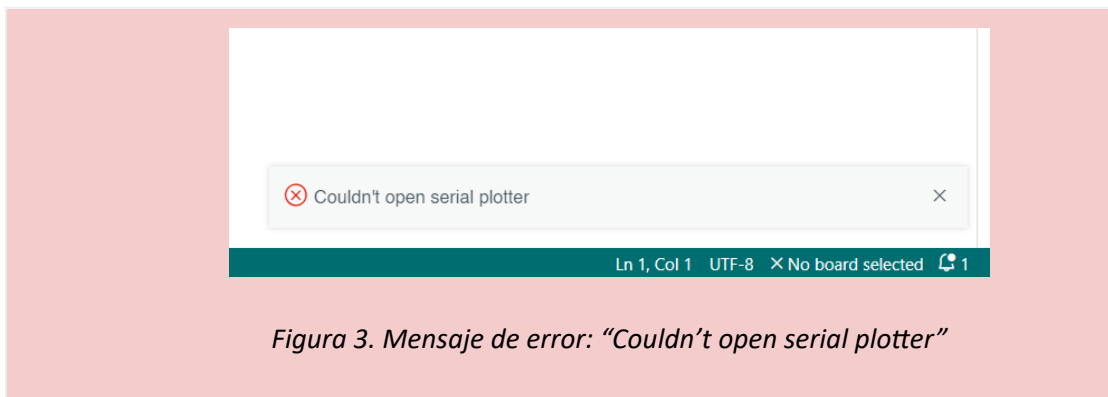 Couldn't open serial plotter
Ln 1, Col 1 UTF-8 × No board selected 1
Figura 3. Mensaje de error: “Couldn’t open serial plotter”